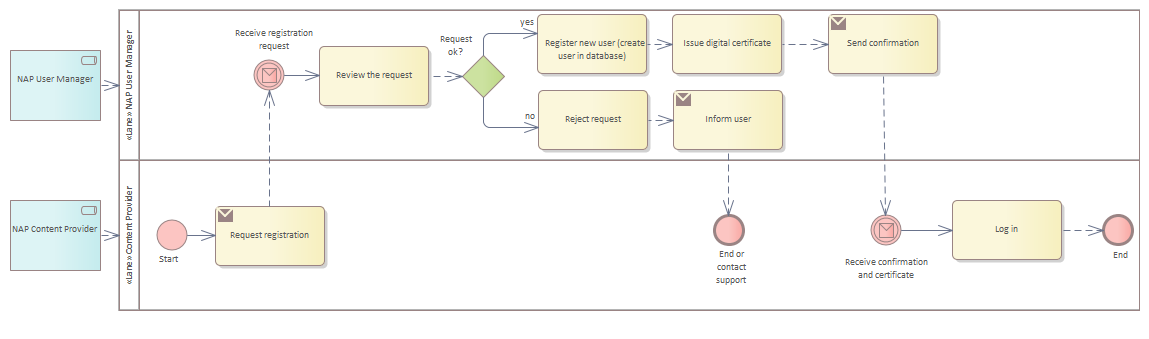 NAP User Manager
«Lane» NAP User Manager
Receive registration
request
Review the request
Request
ok?
yes
Register new user (create
user in database)
Issue digital certificate
Send confirmation
no
Reject request
Inform user
NAP Content Provider
«Lane» Content Provider
Start
Request registration
End or
contact
support
Receive confirmation
and certificate
Log in
End